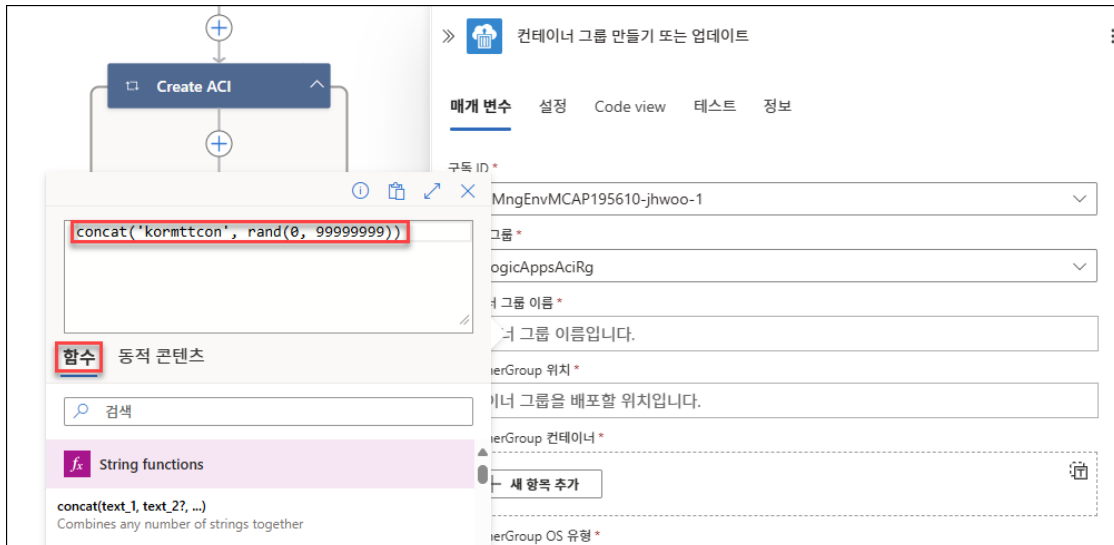 컨테이너 그룹 만들기 또는 업데이트
Create ACI
매개 변수 설정 Code view 테스트 정보
구독 ID *
MngEnvMCAP195610-jhwoo-1
concat('kormttcon', rand(0, 99999999))
그룹 *
ogicAppsAciRg
그룹 이름 *
그룹 이름입니다.
함수 동적 콘텐츠
nerGroup 위치 *
이너 그룹을 배포할 위치입니다.
검색
nerGroup 컨테이너 *
String functions
새 항목 추가
concat(text_1, text_2?, ...)
Combines any number of strings together
nerGroup OS 유형 *